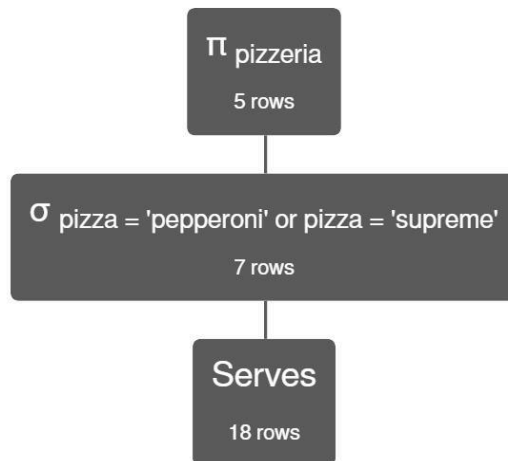 π pizzeria
5 rows
σ pizza = 'pepperoni' or pizza = 'supreme'
7 rows
Serves
18 rows